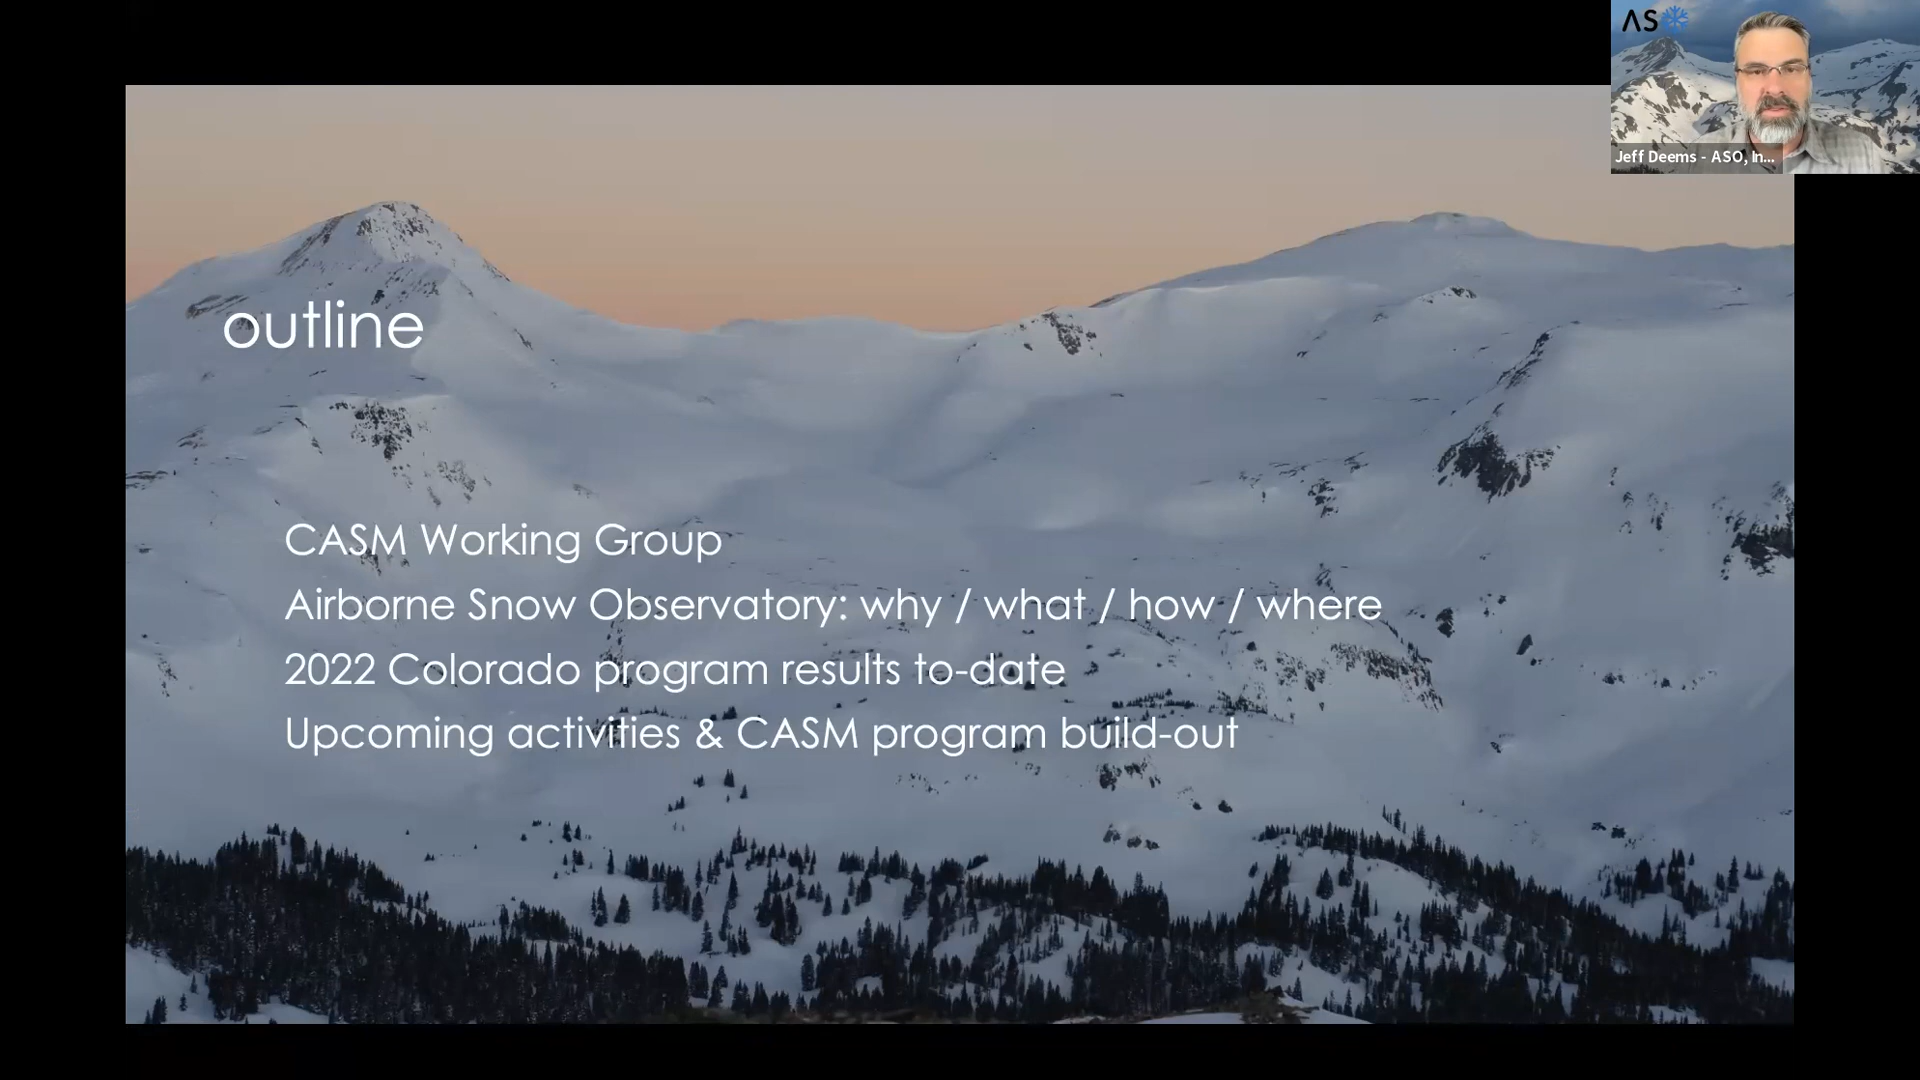 ASO
Jeff Deems - ASO, In...
outline
CASM Working Group
Airborne Snow Observatory: why / what / how / where
2022 Colorado program results to-date
Upcoming activities & CASM program build-out